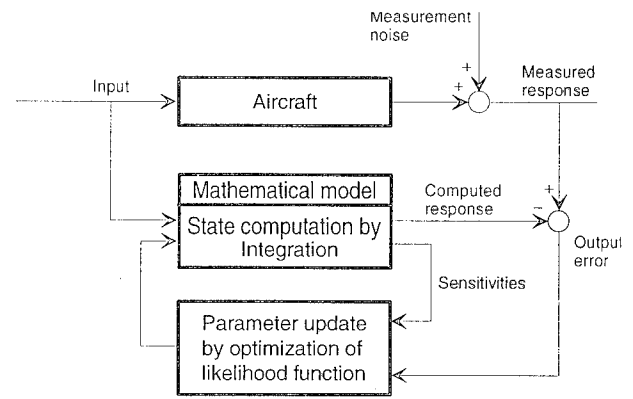 Measurement
noise
+
+
Input
Aircraft
Measured
response
Mathematical model
State computation by
Integration
Computed
response
+
−
Output
error
Sensitivities
Parameter update
by optimization of
likelihood function